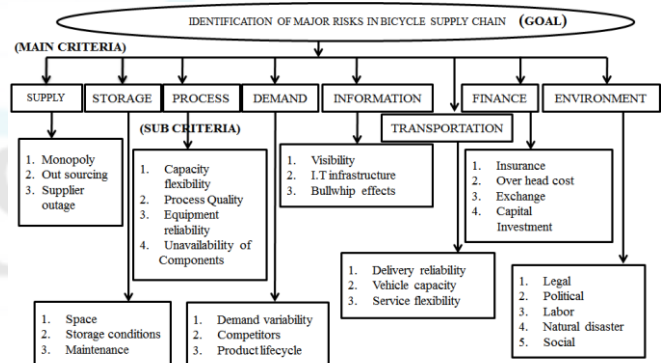 IDENTIFICATION OF MAJOR RISKS IN BICYCLE SUPPLY CHAIN (GOAL)
(MAIN CRITERIA)
SUPPLY
STORAGE
PROCESS
DEMAND
INFORMATION
TRANSPORTATION
FINANCE
ENVIRONMENT
(SUB CRITERIA)
1. Monopoly
2. Out sourcing
3. Supplier
outage
1. Capacity
flexibility
2. Process Quality
3. Equipment
reliability
4. Unavailability of
Components
1. Visibility
2. I.T infrastructure
3. Bullwhip effects
1. Insurance
2. Over head cost
3. Exchange
4. Capital
Investment
1. Space
2. Storage conditions
3. Maintenance
1. Demand variability
2. Competitors
3. Product lifecycle
1. Delivery reliability
2. Vehicle capacity
3. Service flexibility
1. Legal
2. Political
3. Labor
4. Natural disaster
5. Social